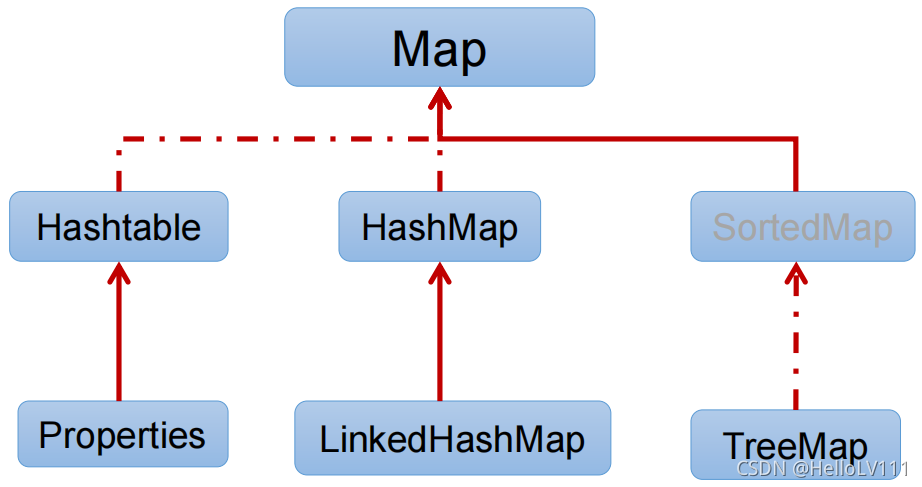 Map
Hashtable
HashMap
SortedMap
Properties
LinkedHashMap
TreeMap
CSDN @HelloLV111